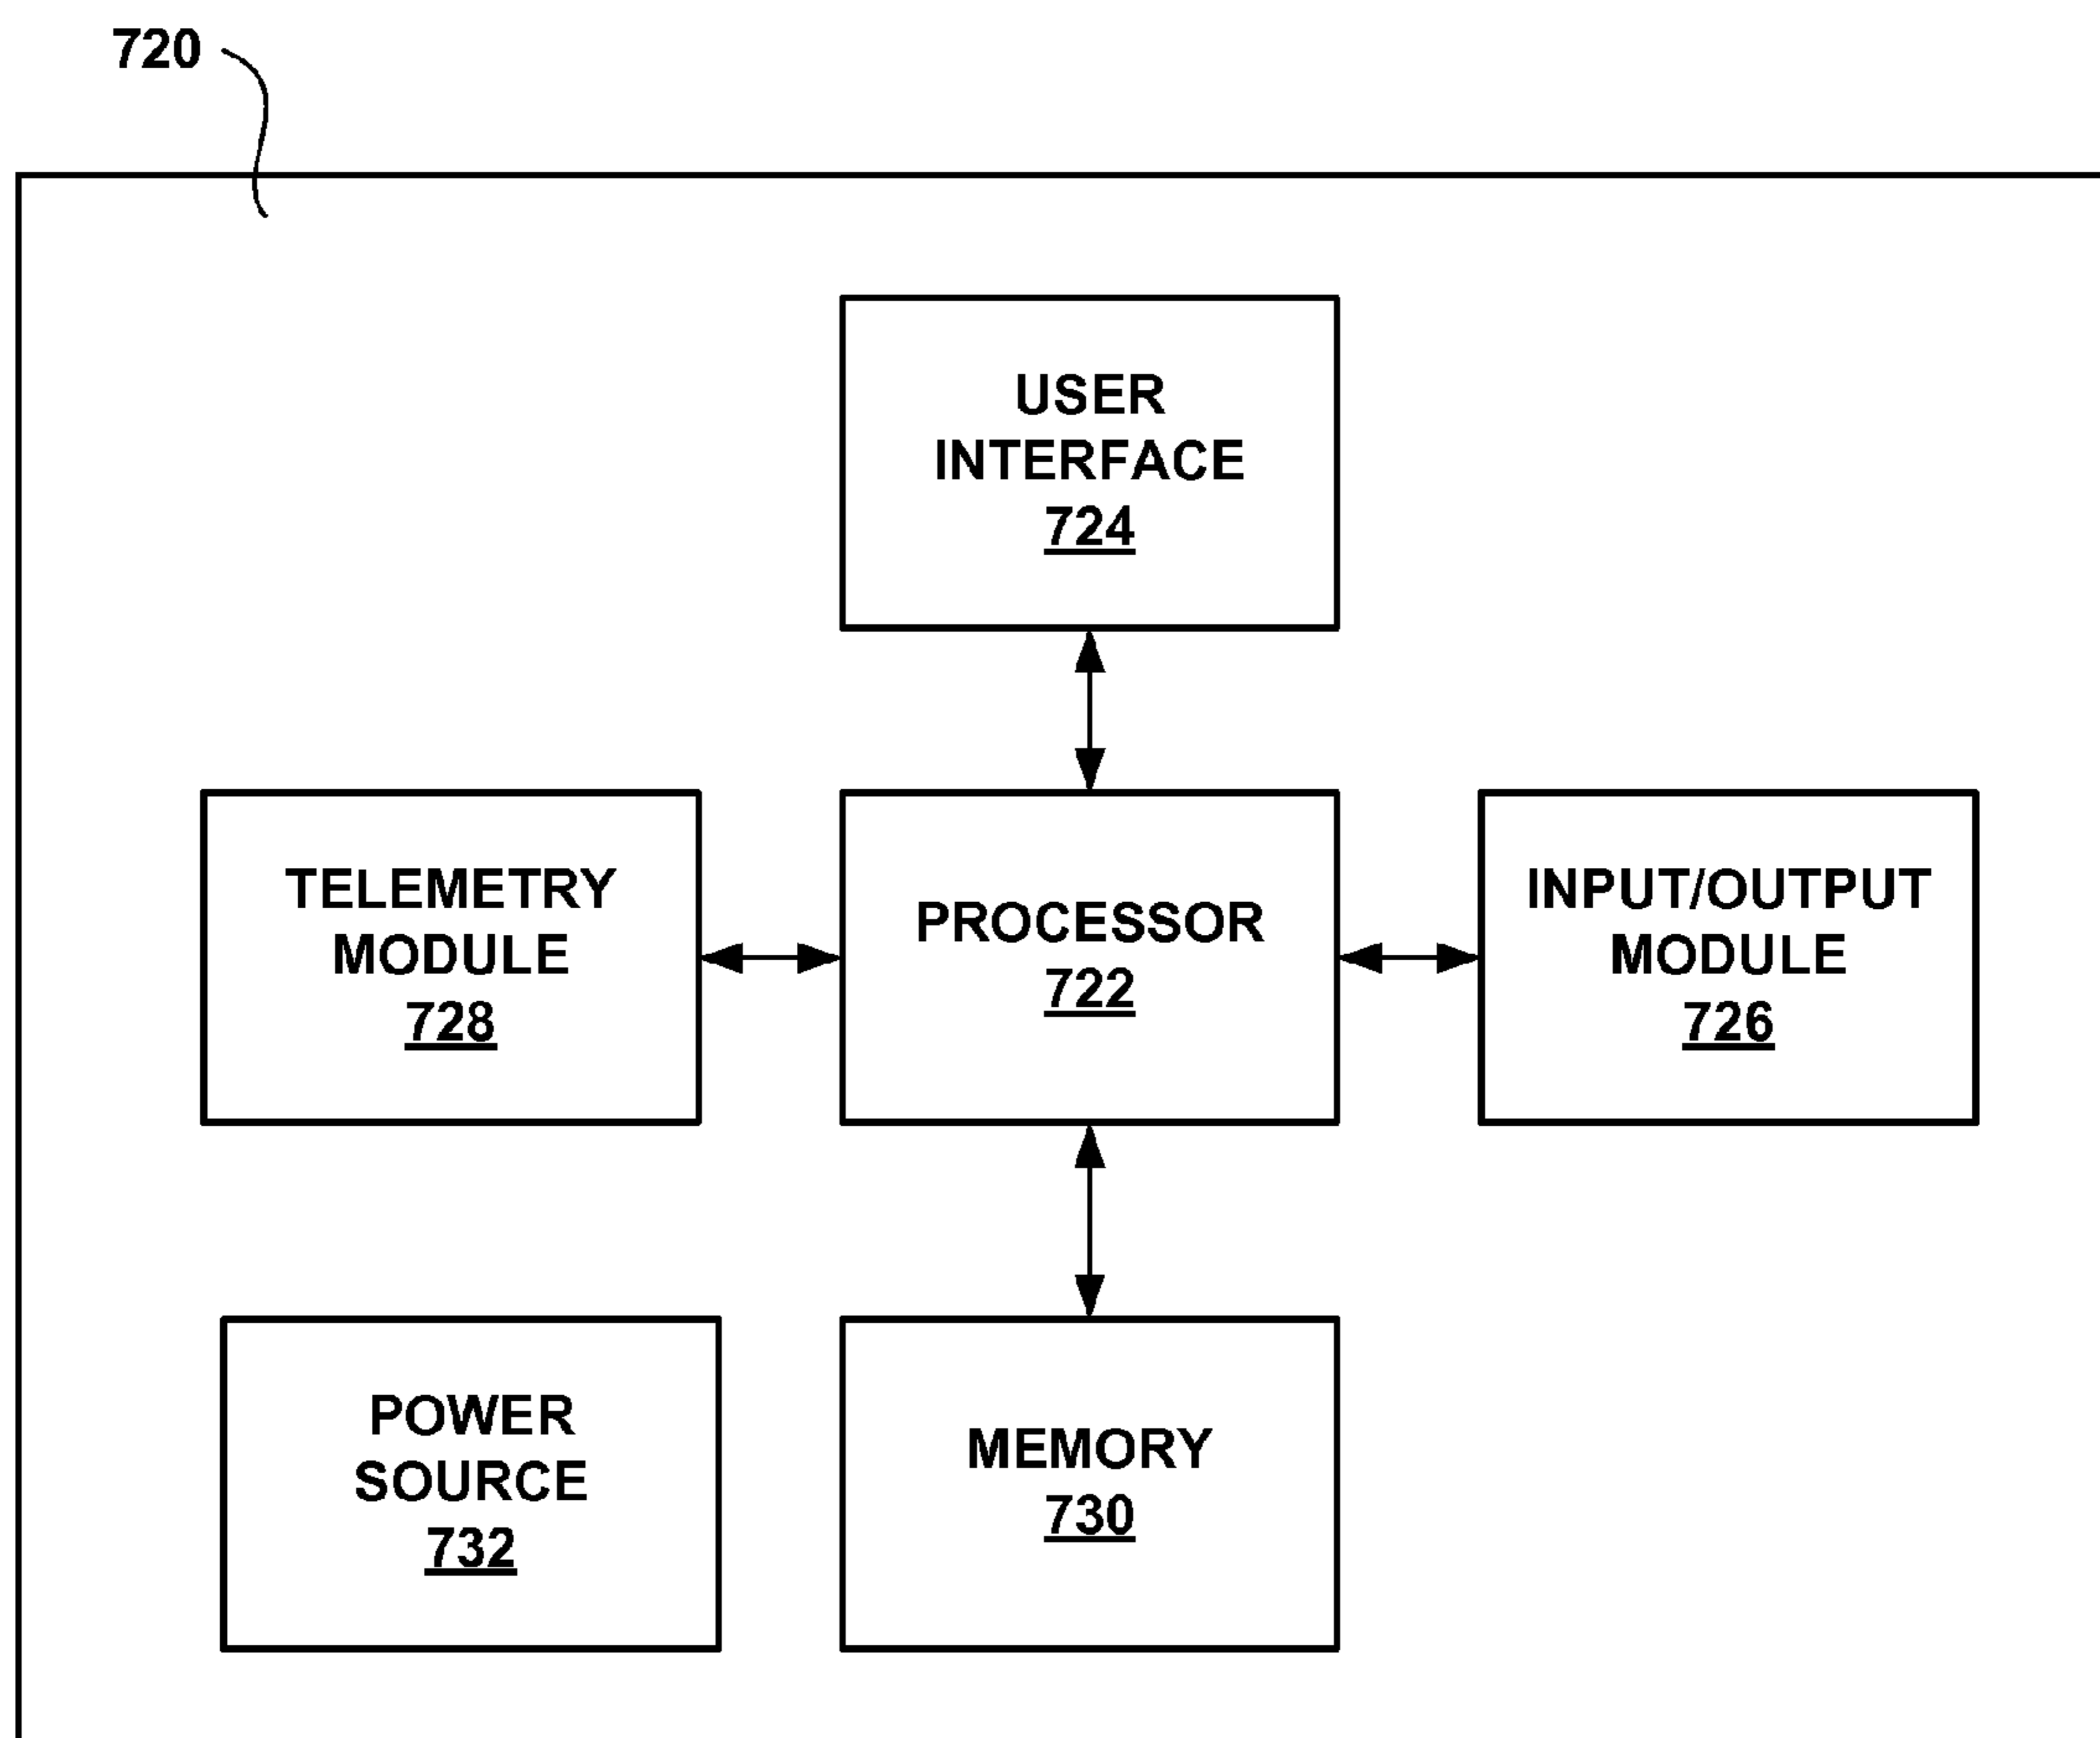 720
USER
INTERFACE
724
TELEMETRY
MODULE
728
PROCESSOR
722
INPUT/OUTPUT
MODULE
726
POWER
SOURCE
732
MEMORY
730